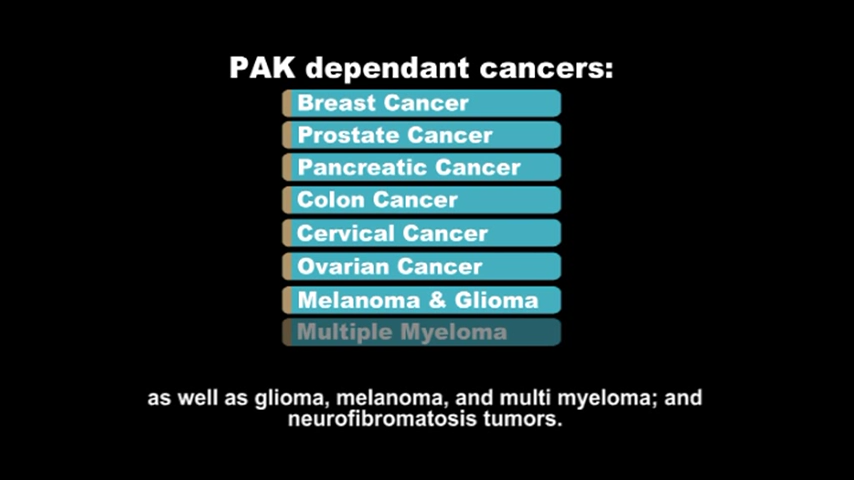 PAK dependant cancers:
Breast Cancer
Prostate Cancer
Pancreatic Cancer
Colon Cancer
Cervical Cancer
Ovarian Cancer
Melanoma & Glioma
Multiple Myeloma
as well as glioma, melanoma, and multi myeloma; and
neurofibromatosis tumors.